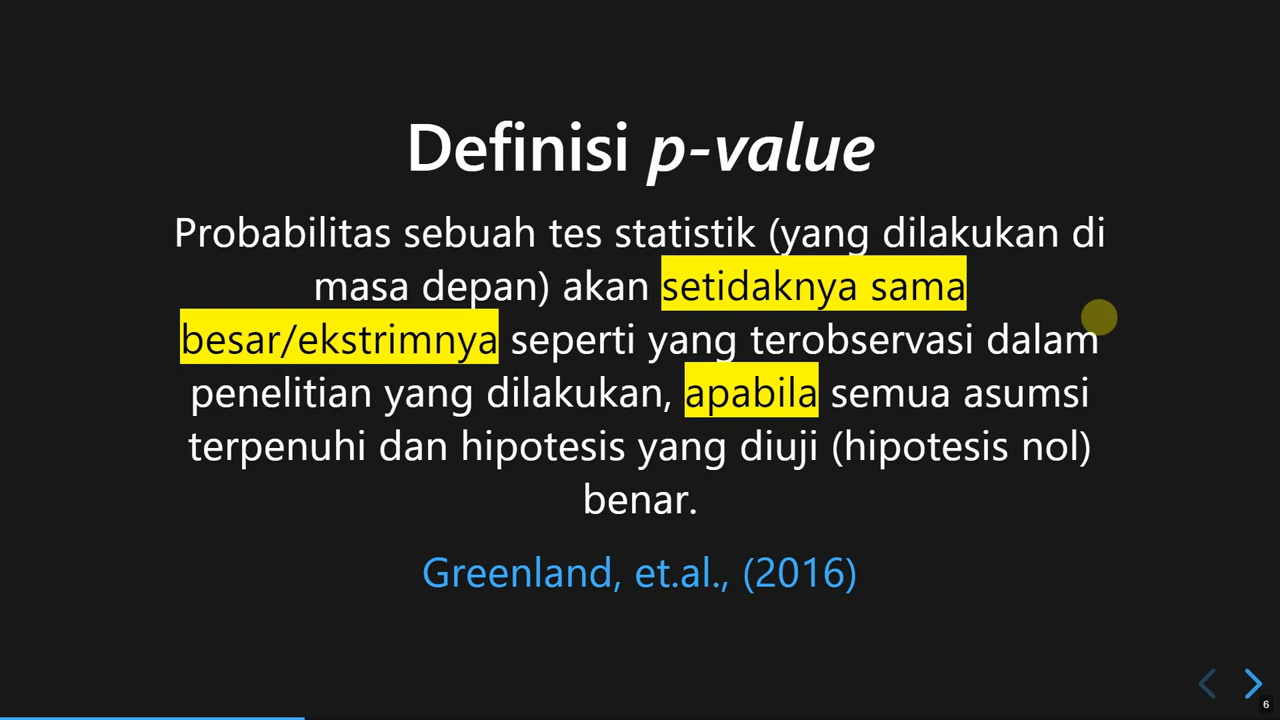 Definisi p-value
Probabilitas sebuah tes statistik (yang dilakukan di
masa depan) akan setidaknya sama
besar/ekstrimnya seperti yang terobservasi dalam
penelitian yang dilakukan, apabila semua asumsi
terpenuhi dan hipotesis yang diuji (hipotesis nol)
benar.
Greenland, et.al., (2016)
6